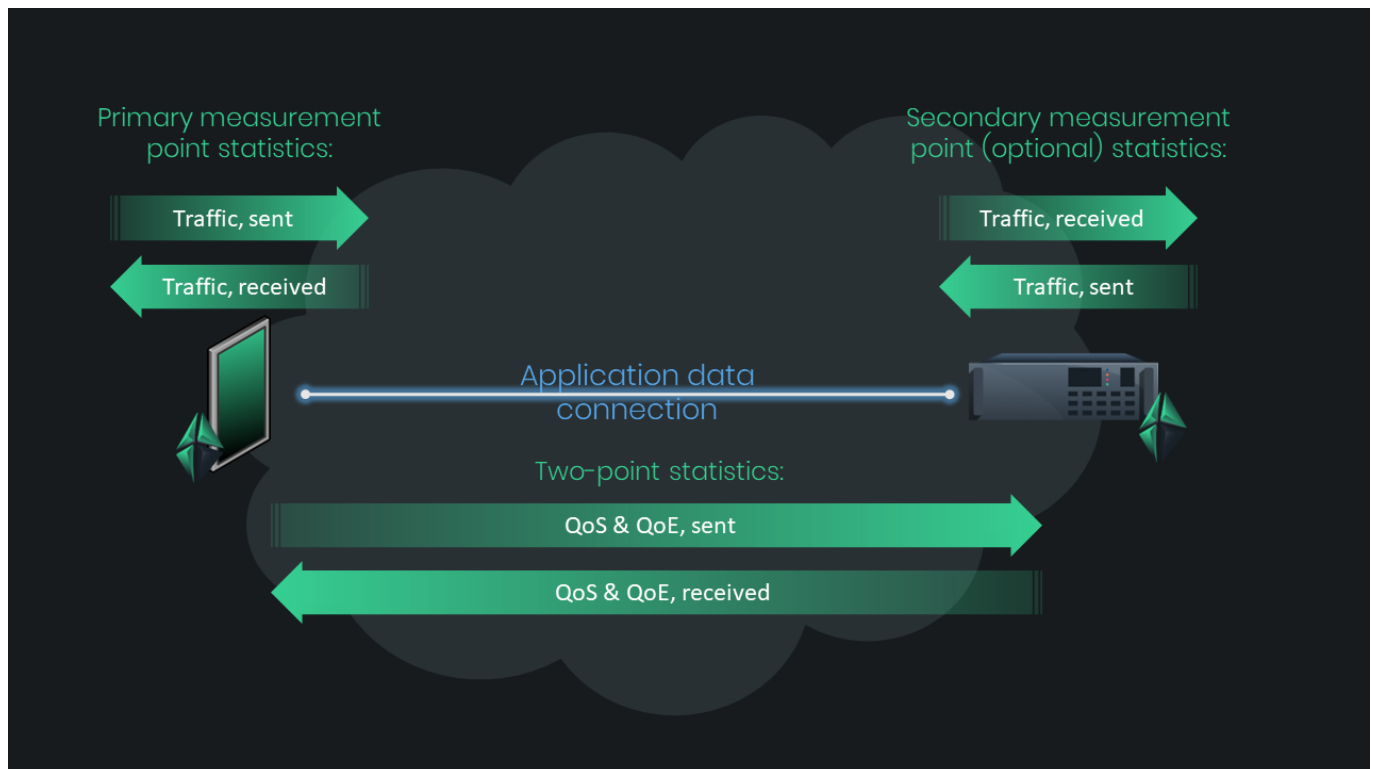 Primary measurement
point statistics:
Secondary measurement
point (optional) statistics:
Traffic, sent
Traffic, received
Traffic, received
Traffic, sent
Application data
connection
Two-point statistics:
QoS & QoE, sent
QoS & QoE, received